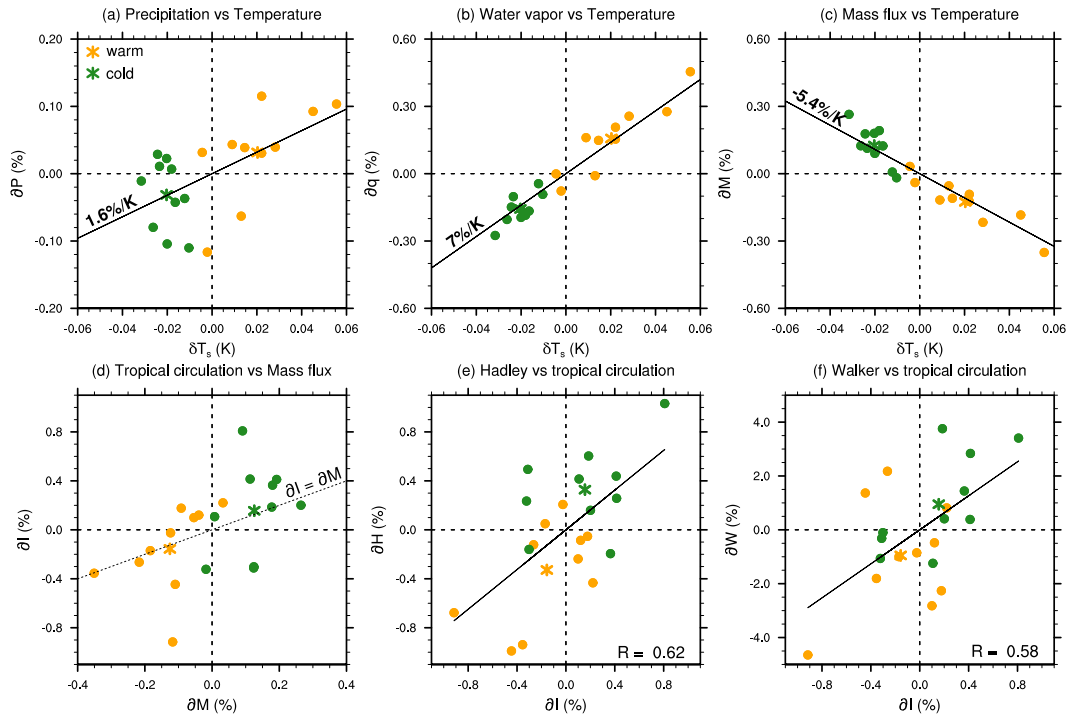 (a) Precipitation vs Temperature
(b) Water vapor vs Temperature
(c) Mass flux vs Temperature
0.20
0.10
0.00
-0.10
-0.20
∂P (%)
warm
cold
1.6%/K
-0.06 -0.04 -0.02 0.00 0.02 0.04 0.06
δTs (K)
0.60
0.30
0.00
-0.30
-0.60
∂q (%)
7%/K
-0.06 -0.04 -0.02 0.00 0.02 0.04 0.06
δTs (K)
0.60
0.30
0.00
-0.30
-0.60
∂M (%)
-5.4%/K
-0.06 -0.04 -0.02 0.00 0.02 0.04 0.06
δTs (K)
(d) Tropical circulation vs Mass flux
(e) Hadley vs tropical circulation
(f) Walker vs tropical circulation
0.8
0.4
0.0
-0.4
-0.8
∂I (%)
∂I = ∂M
-0.4 -0.2 0.0 0.2 0.4
∂M (%)
0.8
0.4
0.0
-0.4
-0.8
∂H (%)
R = 0.62
-0.8 -0.4 0.0 0.4 0.8
∂I (%)
4.0
2.0
0.0
-2.0
-4.0
∂W (%)
R = 0.58
-0.8 -0.4 0.0 0.4 0.8
∂I (%)